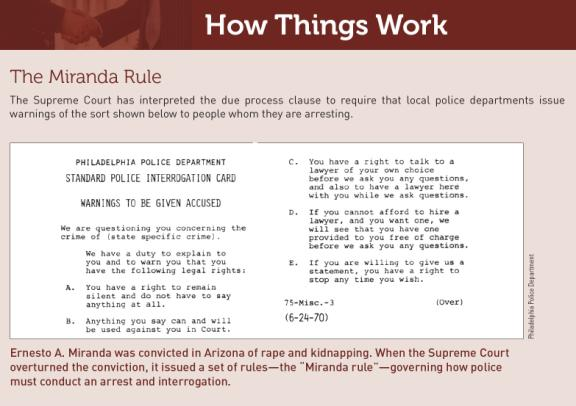 How Things Work
The Miranda Rule
The Supreme Court has interpreted the due process clause to require that local police departments issue
warnings of the sort shown below to people whom they are arresting.
PHILADELPHIA POLICE DEPARTMENT
STANDARD POLICE INTERROGATION CARD
WARNINGS TO BE GIVEN ACCUSED
We are questioning you concerning the
crime of (state specific crime).
We have a duty to explain to
you and to warn you that you
have the following legal rights:
A. You have a right to remain
silent and do not have to say
anything at all.
B. Anything you say can and will
be used against you in Court.
C. You have a right to talk to a
lawyer of your own choice
before we ask you any questions,
and also to have a lawyer here
with you while we ask questions.
D. If you cannot afford to hire a
lawyer, and you want one, we
will see that you have one
provided to you free of charge
before we ask you any questions.
E. If you are willing to give us a
statement, you have a right to
stop any time you wish.
75-Misc.-3 (Over)
(6-24-70)
Philadelphia Police Department
Ernesto A. Miranda was convicted in Arizona of rape and kidnapping. When the Supreme Court
overturned the conviction, it issued a set of rules—the “Miranda rule”—governing how police
must conduct an arrest and interrogation.